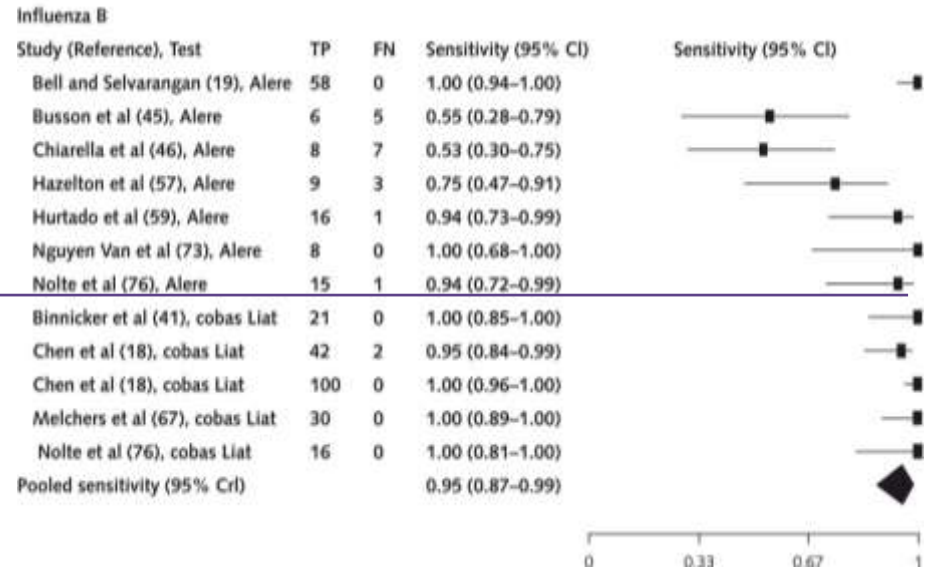 Influenza B
Study (Reference), Test TP FN Sensitivity (95% CI) Sensitivity (95% CI)
Bell and Selvarangan (19), Alere 58 0 1.00 (0.94–1.00)
Busson et al (45), Alere 6 5 0.55 (0.28–0.79)
Chiarella et al (46), Alere 8 7 0.53 (0.30–0.75)
Hazelton et al (57), Alere 9 3 0.75 (0.47–0.91)
Hurtado et al (59), Alere 16 1 0.94 (0.73–0.99)
Nguyen Van et al (73), Alere 8 0 1.00 (0.68–1.00)
Nolte et al (76), Alere 15 1 0.94 (0.72–0.99)
Binnicker et al (41), cobas Liat 21 0 1.00 (0.85–1.00)
Chen et al (18), cobas Liat 42 2 0.95 (0.84–0.99)
Chen et al (18), cobas Liat 100 0 1.00 (0.96–1.00)
Melchers et al (67), cobas Liat 30 0 1.00 (0.89–1.00)
Nolte et al (76), cobas Liat 16 0 1.00 (0.81–1.00)
Pooled sensitivity (95% CrI) 0.95 (0.87–0.99)
0 0.33 0.67 1